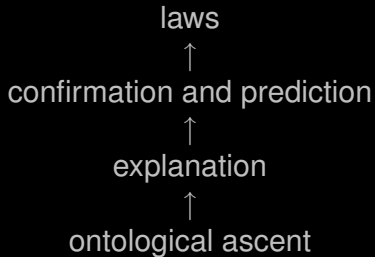 laws
↑
confirmation and prediction
↑
explanation
↑
ontological ascent